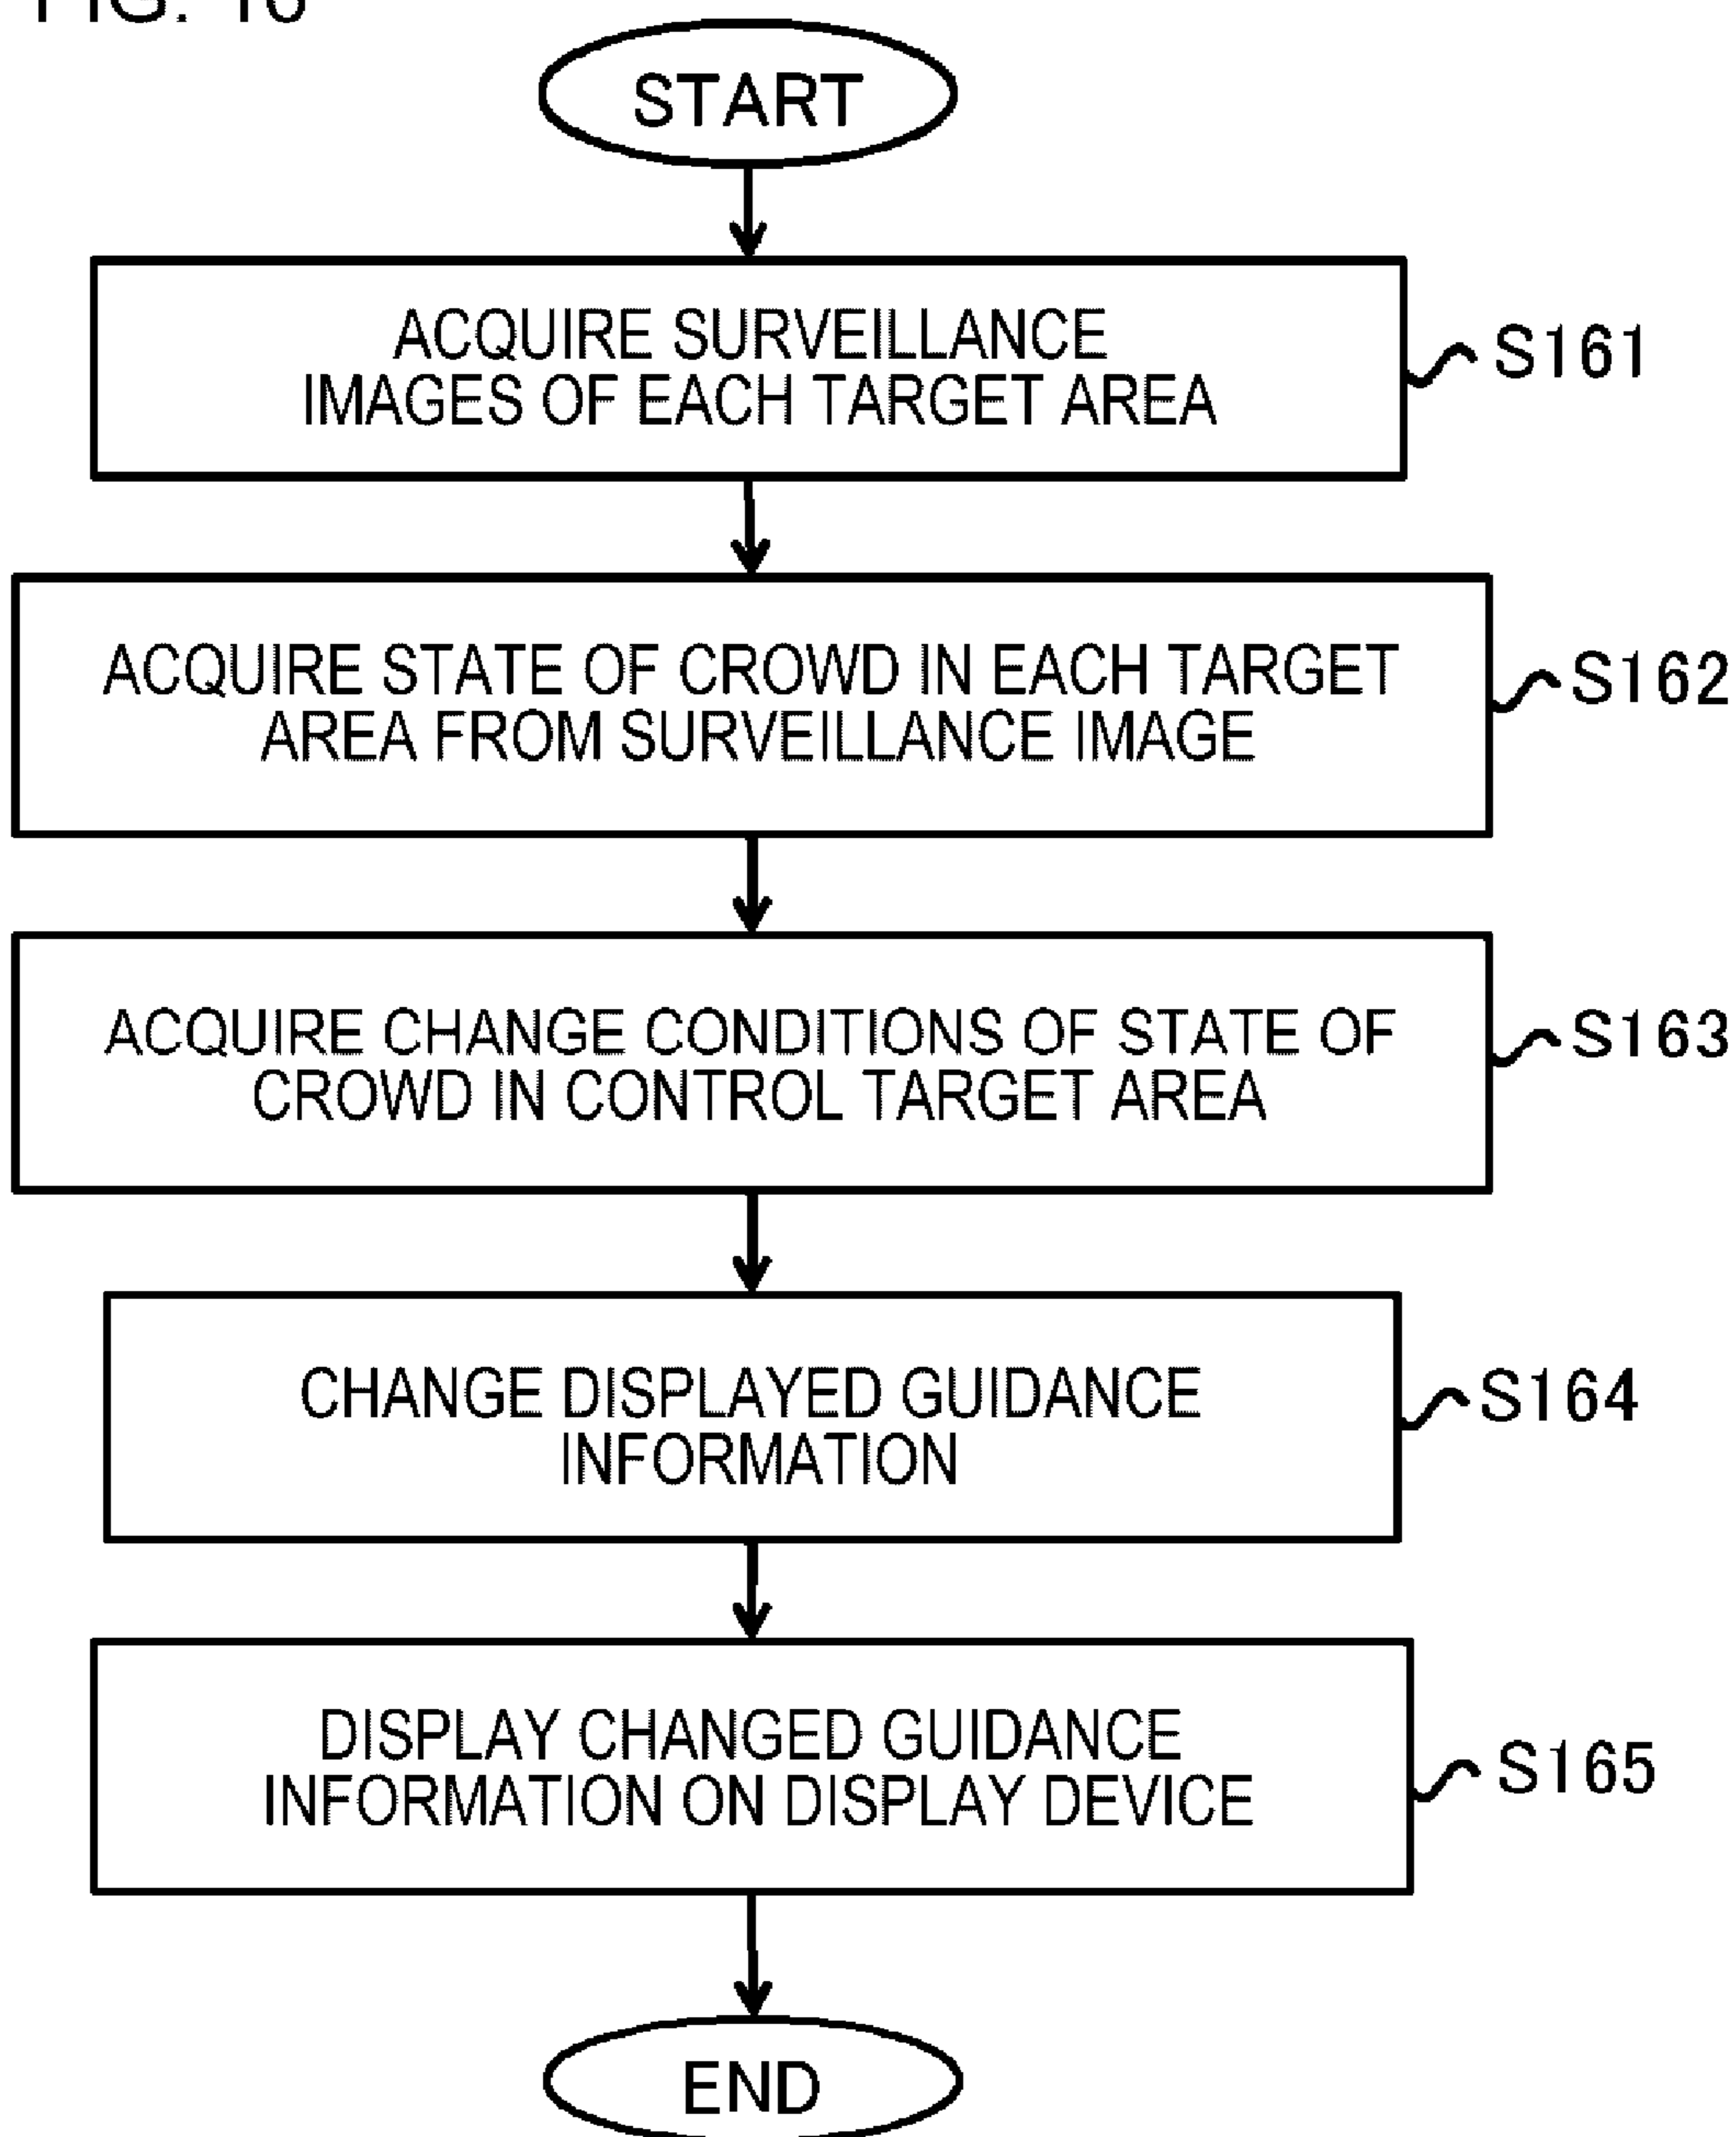 FIG. 16
START
ACQUIRE SURVEILLANCE
IMAGES OF EACH TARGET AREA
S161
ACQUIRE STATE OF CROWD IN EACH TARGET
AREA FROM SURVEILLANCE IMAGE
S162
ACQUIRE CHANGE CONDITIONS OF STATE OF
CROWD IN CONTROL TARGET AREA
S163
CHANGE DISPLAYED GUIDANCE
INFORMATION
S164
DISPLAY CHANGED GUIDANCE
INFORMATION ON DISPLAY DEVICE
S165
END